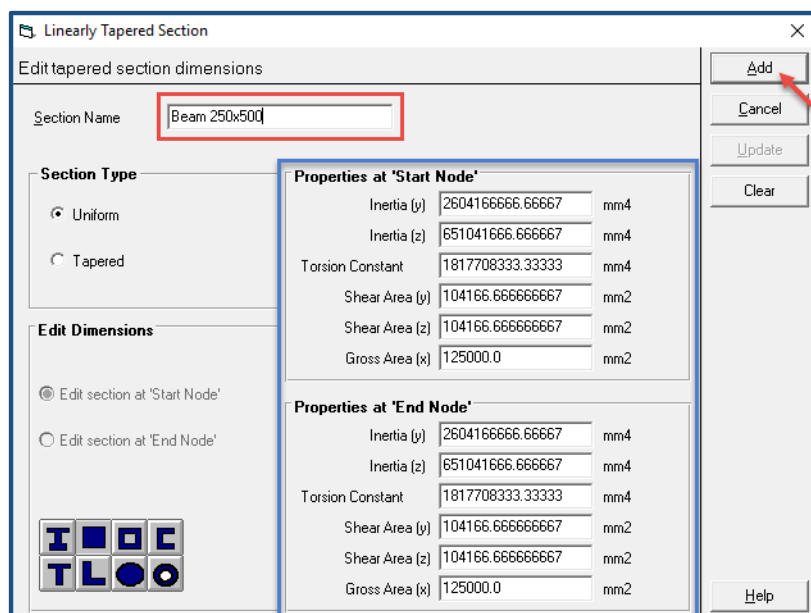 Linearly Tapered Section
Edit tapered section dimensions
Section Name
Beam 250x500
Add
Cancel
Update
Clear
Section Type
Uniform
Tapered
Edit Dimensions
Edit section at 'Start Node'
Edit section at 'End Node'
Properties at 'Start Node'
Inertia (y) 2604166666.66667 mm4
Inertia (z) 651041666.666667 mm4
Torsion Constant 1817708333.33333 mm4
Shear Area (y) 104166.666666667 mm2
Shear Area (z) 104166.666666667 mm2
Gross Area (x) 125000.0 mm2
Properties at 'End Node'
Inertia (y) 2604166666.66667 mm4
Inertia (z) 651041666.666667 mm4
Torsion Constant 1817708333.33333 mm4
Shear Area (y) 104166.666666667 mm2
Shear Area (z) 104166.666666667 mm2
Gross Area (x) 125000.0 mm2
Help